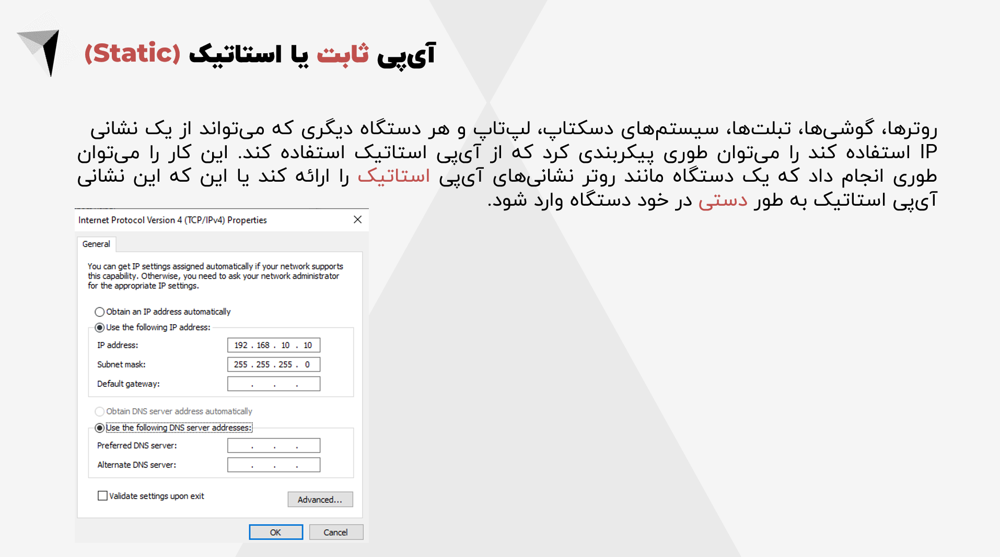 آی‌پی ثابت یا استاتیک (Static)
روترها، گوشی‌ها، تبلت‌ها، سیستم‌های دسکتاپ، لپ‌تاپ و هر دستگاه دیگری که می‌تواند از یک نشانی
IP استفاده کند را می‌توان طوری پیکربندی کرد که از آی‌پی استاتیک استفاده کند. این کار را می‌توان
طوری انجام داد که یک دستگاه مانند روتر نشانی‌های آی‌پی استاتیک را ارائه کند یا این که این نشانی
آی‌پی استاتیک به طور دستی در خود دستگاه وارد شود.
Internet Protocol Version 4 (TCP/IPv4) Properties
General
You can get IP settings assigned automatically if your network supports
this capability. Otherwise, you need to ask your network administrator
for the appropriate IP settings.
Obtain an IP address automatically
Use the following IP address:
IP address: 192 . 168 . 10 . 10
Subnet mask: 255 . 255 . 255 . 0
Default gateway: . . .
Obtain DNS server address automatically
Use the following DNS server addresses:
Preferred DNS server: . . .
Alternate DNS server: . . .
Validate settings upon exit
Advanced...
OK Cancel